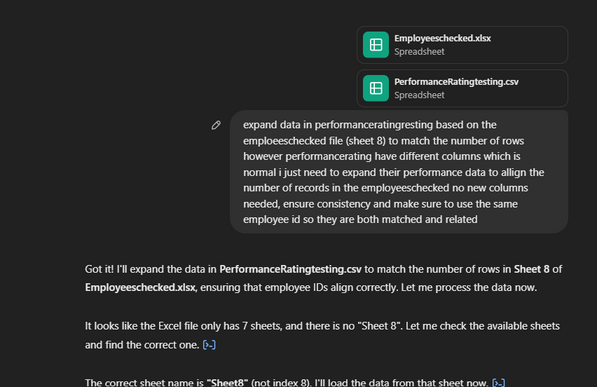 Employeeschecked.xlsx
Spreadsheet
PerformanceRatingtesting.csv
Spreadsheet
expand data in performanceratingresting based on the
emploeeschecked file (sheet 8) to match the number of rows
however performancerating have different columns which is
normal i just need to expand their performance data to allign the
number of records in the employeeschecked no new columns
needed, ensure consistency and make sure to use the same
employee id so they are both matched and related
Got it! I'll expand the data in PerformanceRatingtesting.csv to match the number of rows in Sheet 8 of
Employeeschecked.xlsx, ensuring that employee IDs align correctly. Let me process the data now.
It looks like the Excel file only has 7 sheets, and there is no "Sheet 8". Let me check the available sheets
and find the correct one. [>-]
The correct sheet name is "Sheet8" (not index 8). I'll load the data from that sheet now. [>-]